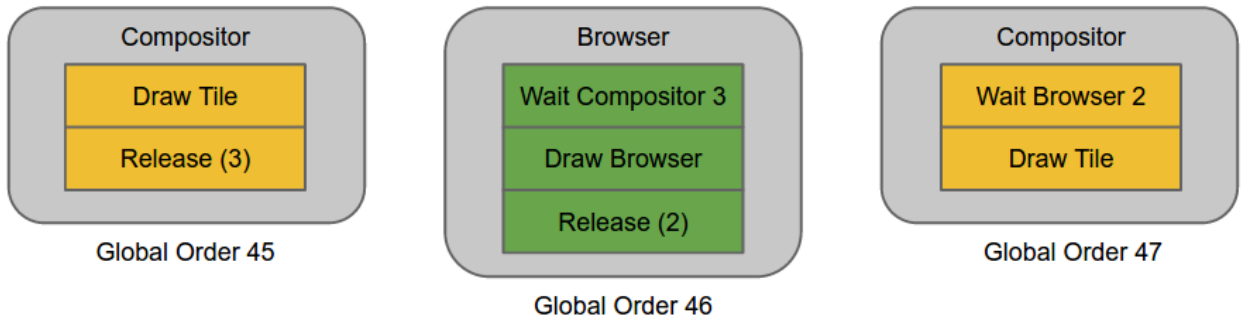 Compositor
Draw Tile
Release (3)
Global Order 45
Browser
Wait Compositor 3
Draw Browser
Release (2)
Global Order 46
Compositor
Wait Browser 2
Draw Tile
Global Order 47